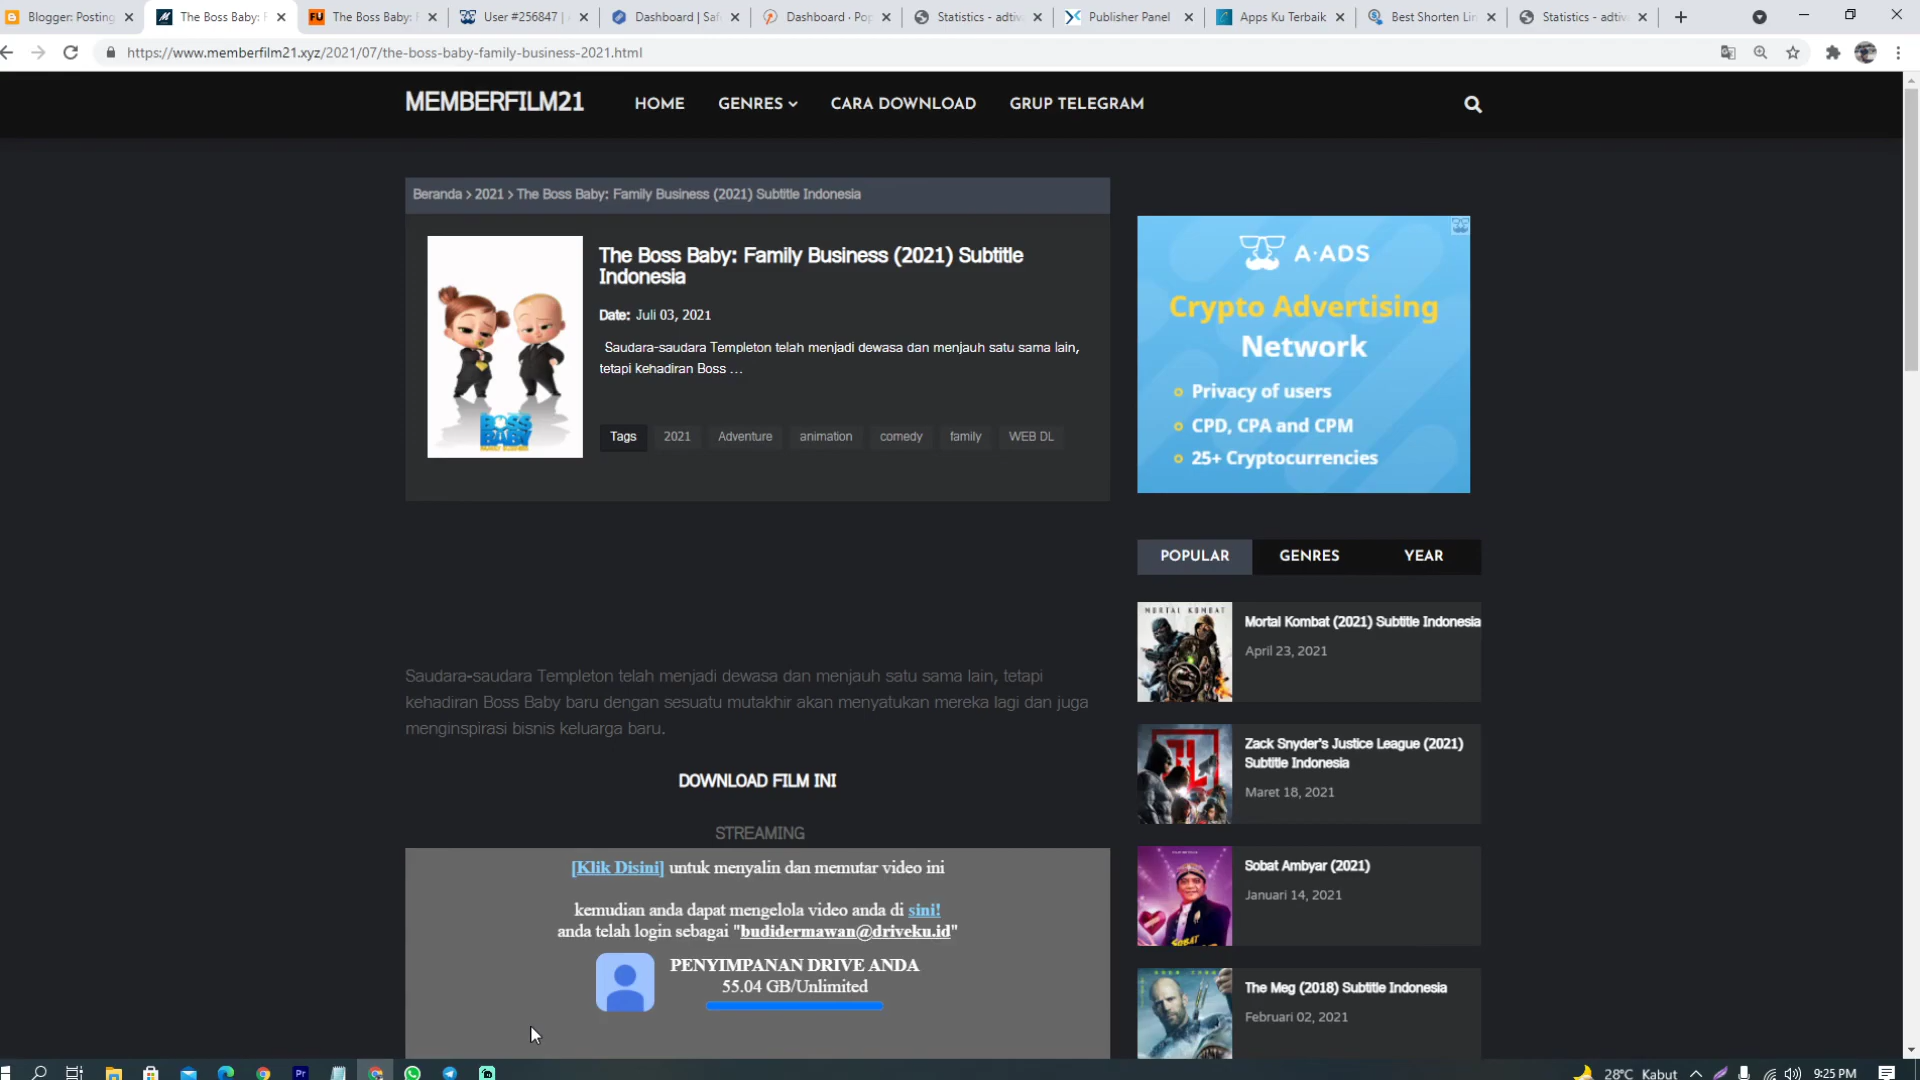 Blogger: Posting
The Boss Baby: F
The Boss Baby:
User #256847 |
Dashboard | Saf
Dashboard · Pop
Statistics - adtiv
Publisher Panel
Apps Ku Terbaik
Best Shorten Lin
Statistics - adtiv
https://www.memberfilm21.xyz/2021/07/the-boss-baby-family-business-2021.html
MEMBERFILM21
HOME
GENRES
CARA DOWNLOAD
GRUP TELEGRAM
Beranda > 2021 > The Boss Baby: Family Business (2021) Subtitle Indonesia
The Boss Baby: Family Business (2021) Subtitle
Indonesia
Date: Juli 03, 2021
Saudara-saudara Templeton telah menjadi dewasa dan menjauh satu sama lain,
tetapi kehadiran Boss …
Tags
2021
Adventure
animation
comedy
family
WEB DL
BOSS
BABY
A·ADS
Crypto Advertising
Network
Privacy of users
CPD, CPA and CPM
25+ Cryptocurrencies
POPULAR
GENRES
YEAR
MORTAL KOMBAT
Mortal Kombat (2021) Subtitle Indonesia
April 23, 2021
Zack Snyder's Justice League (2021)
Subtitle Indonesia
Maret 18, 2021
SOBAT
Sobat Ambyar (2021)
Januari 14, 2021
The Meg (2018) Subtitle Indonesia
Februari 02, 2021
Saudara-saudara Templeton telah menjadi dewasa dan menjauh satu sama lain, tetapi
kehadiran Boss Baby baru dengan sesuatu mutakhir akan menyatukan mereka lagi dan juga
menginspirasi bisnis keluarga baru.
DOWNLOAD FILM INI
STREAMING
[Klik Disini] untuk menyalin dan memutar video ini
kemudian anda dapat mengelola video anda di sini!
anda telah login sebagai "budidermawan@driveku.id"
PENYIMPANAN DRIVE ANDA
55.04 GB/Unlimited
28°C Kabut
9:25 PM